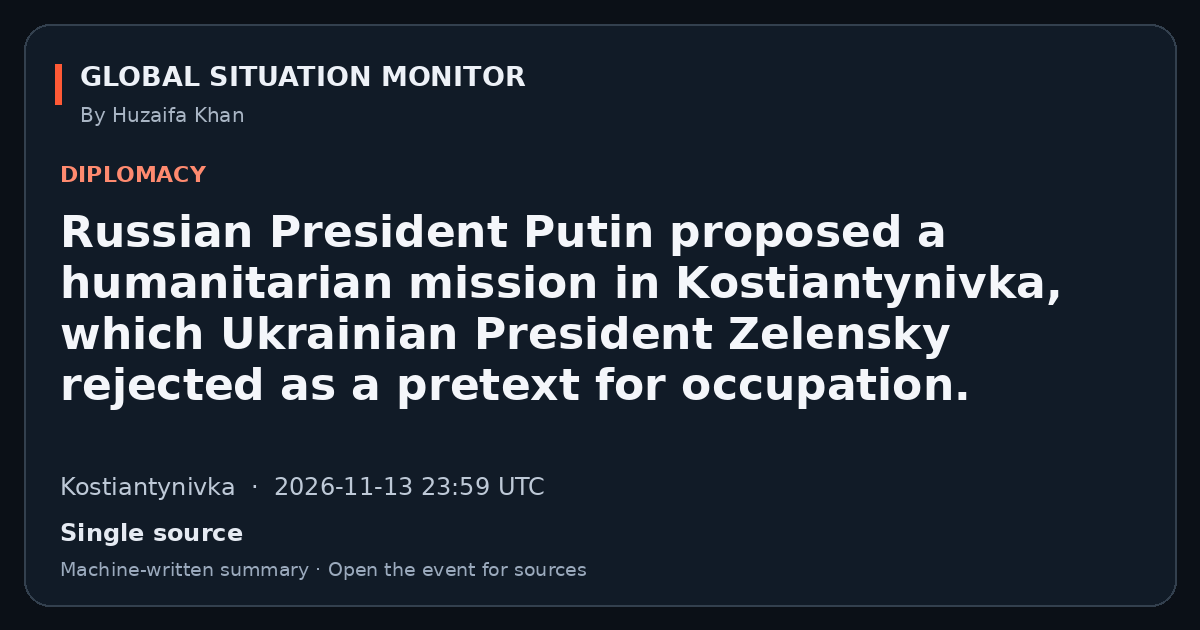 GLOBAL SITUATION MONITOR
By Huzaifa Khan
DIPLOMACY
Russian President Putin proposed a
humanitarian mission in Kostiantynivka,
which Ukrainian President Zelensky
rejected as a pretext for occupation.
Kostiantynivka · 2026-11-13 23:59 UTC
Single source
Machine-written summary · Open the event for sources